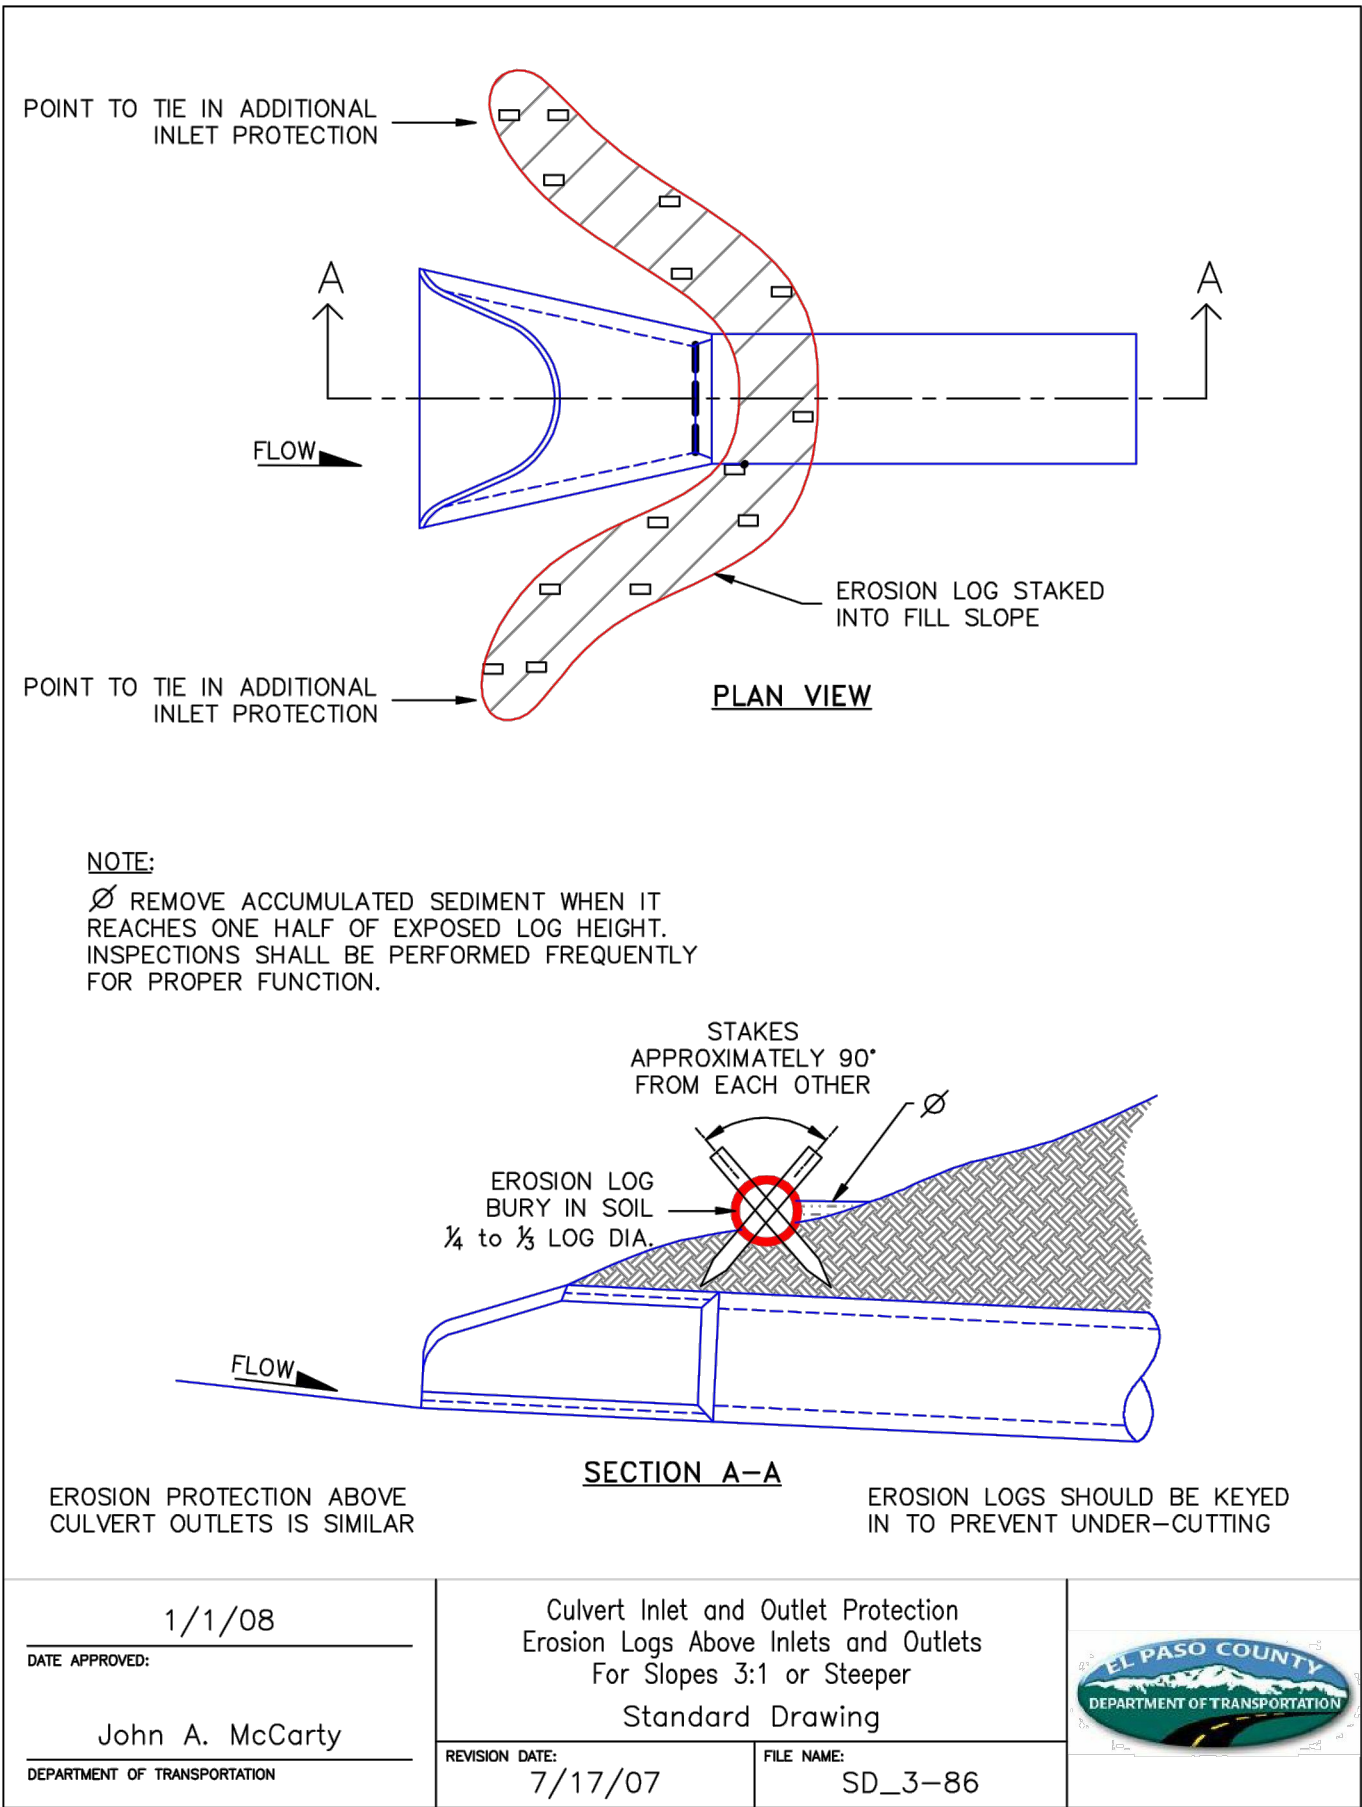 POINT TO TIE IN ADDITIONAL
INLET PROTECTION
A
A
FLOW
EROSION LOG STAKED
INTO FILL SLOPE
POINT TO TIE IN ADDITIONAL
INLET PROTECTION
PLAN VIEW
NOTE:
Ø REMOVE ACCUMULATED SEDIMENT WHEN IT
REACHES ONE HALF OF EXPOSED LOG HEIGHT.
INSPECTIONS SHALL BE PERFORMED FREQUENTLY
FOR PROPER FUNCTION.
STAKES
APPROXIMATELY 90°
FROM EACH OTHER
Ø
EROSION LOG
BURY IN SOIL
¼ to ⅓ LOG DIA.
FLOW
SECTION A-A
EROSION PROTECTION ABOVE
CULVERT OUTLETS IS SIMILAR
EROSION LOGS SHOULD BE KEYED
IN TO PREVENT UNDER-CUTTING
1/1/08
DATE APPROVED:
John A. McCarty
DEPARTMENT OF TRANSPORTATION
Culvert Inlet and Outlet Protection
Erosion Logs Above Inlets and Outlets
For Slopes 3:1 or Steeper
Standard Drawing
REVISION DATE:
7/17/07
FILE NAME:
SD_3-86
EL PASO COUNTY
DEPARTMENT OF TRANSPORTATION